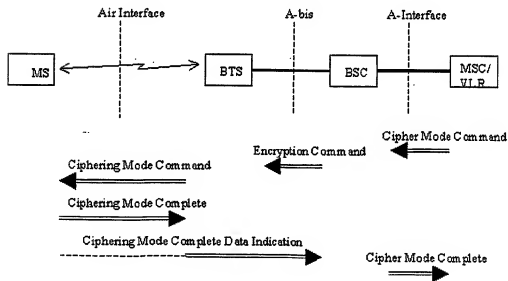 Air Interface
A-bis
A-Interface
MS
BTS
BSC
MSC/
VLR
Cipher Mode Command
Encryption Command
Ciphering Mode Command
Ciphering Mode Complete
Ciphering Mode Complete Data Indication
Cipher Mode Complete